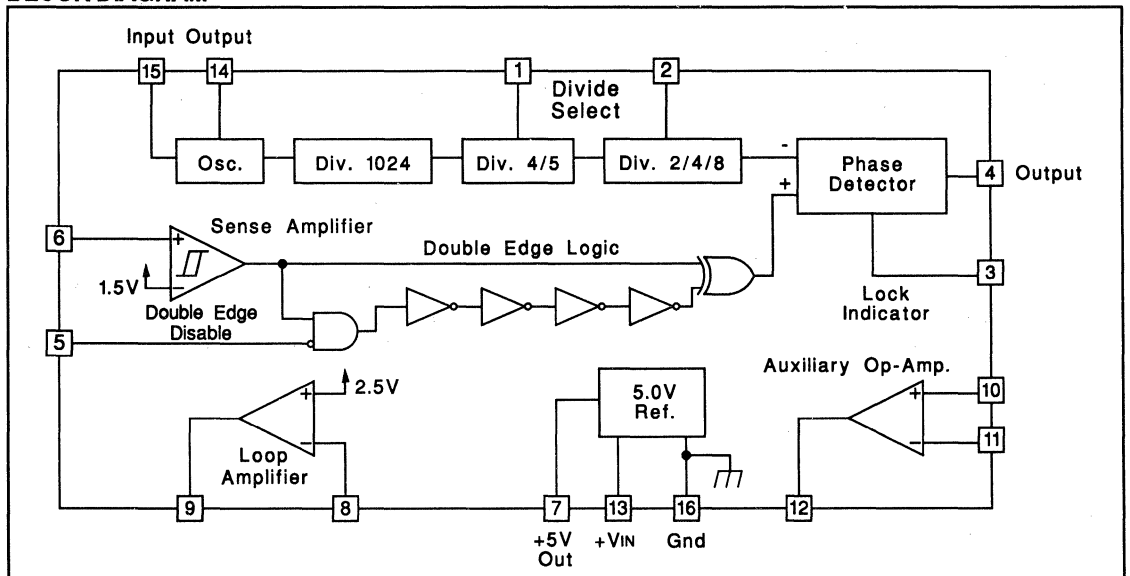 Input Output
15 14 1 2
Divide
Select
Osc. Div. 1024 Div. 4/5 Div. 2/4/8
-
+
Phase
Detector
4 Output
6
+
-
1.5V
Sense Amplifier
Double Edge Logic
3
Lock
Indicator
Double Edge
Disable
5
+
-
2.5V
Loop
Amplifier
5.0V
Ref.
Auxiliary Op-Amp.
+
-
10
11
9 8 7 13 16 12
+5V
Out
+VIN
Gnd